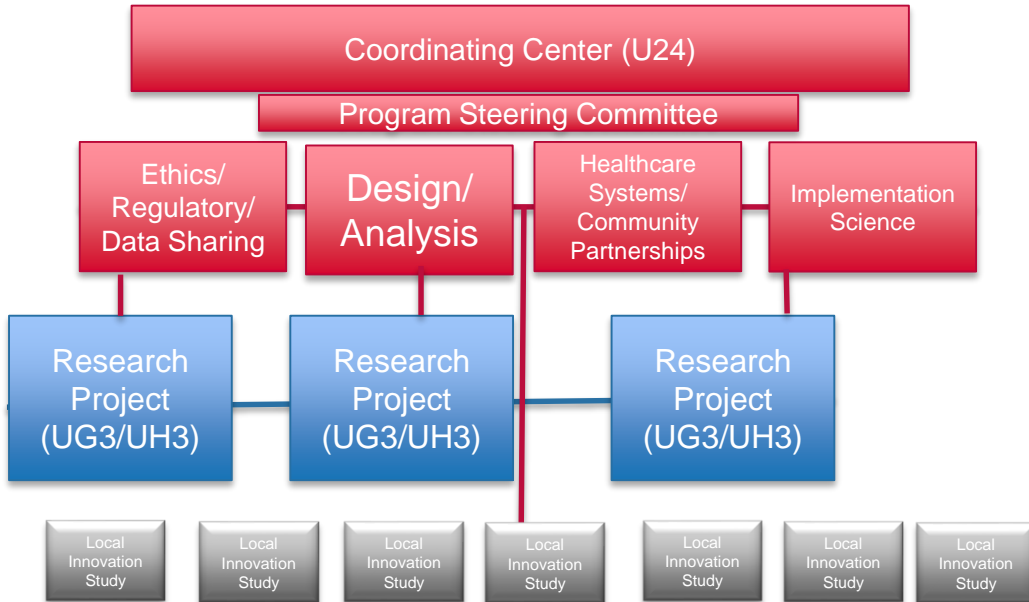 Coordinating Center (U24)
Program Steering Committee
Ethics/
Regulatory/
Data Sharing
Design/
Analysis
Healthcare
Systems/
Community
Partnerships
Implementation
Science
Research
Project
(UG3/UH3)
Research
Project
(UG3/UH3)
Research
Project
(UG3/UH3)
Local
Innovation
Study
Local
Innovation
Study
Local
Innovation
Study
Local
Innovation
Study
Local
Innovation
Study
Local
Innovation
Study
Local
Innovation
Study